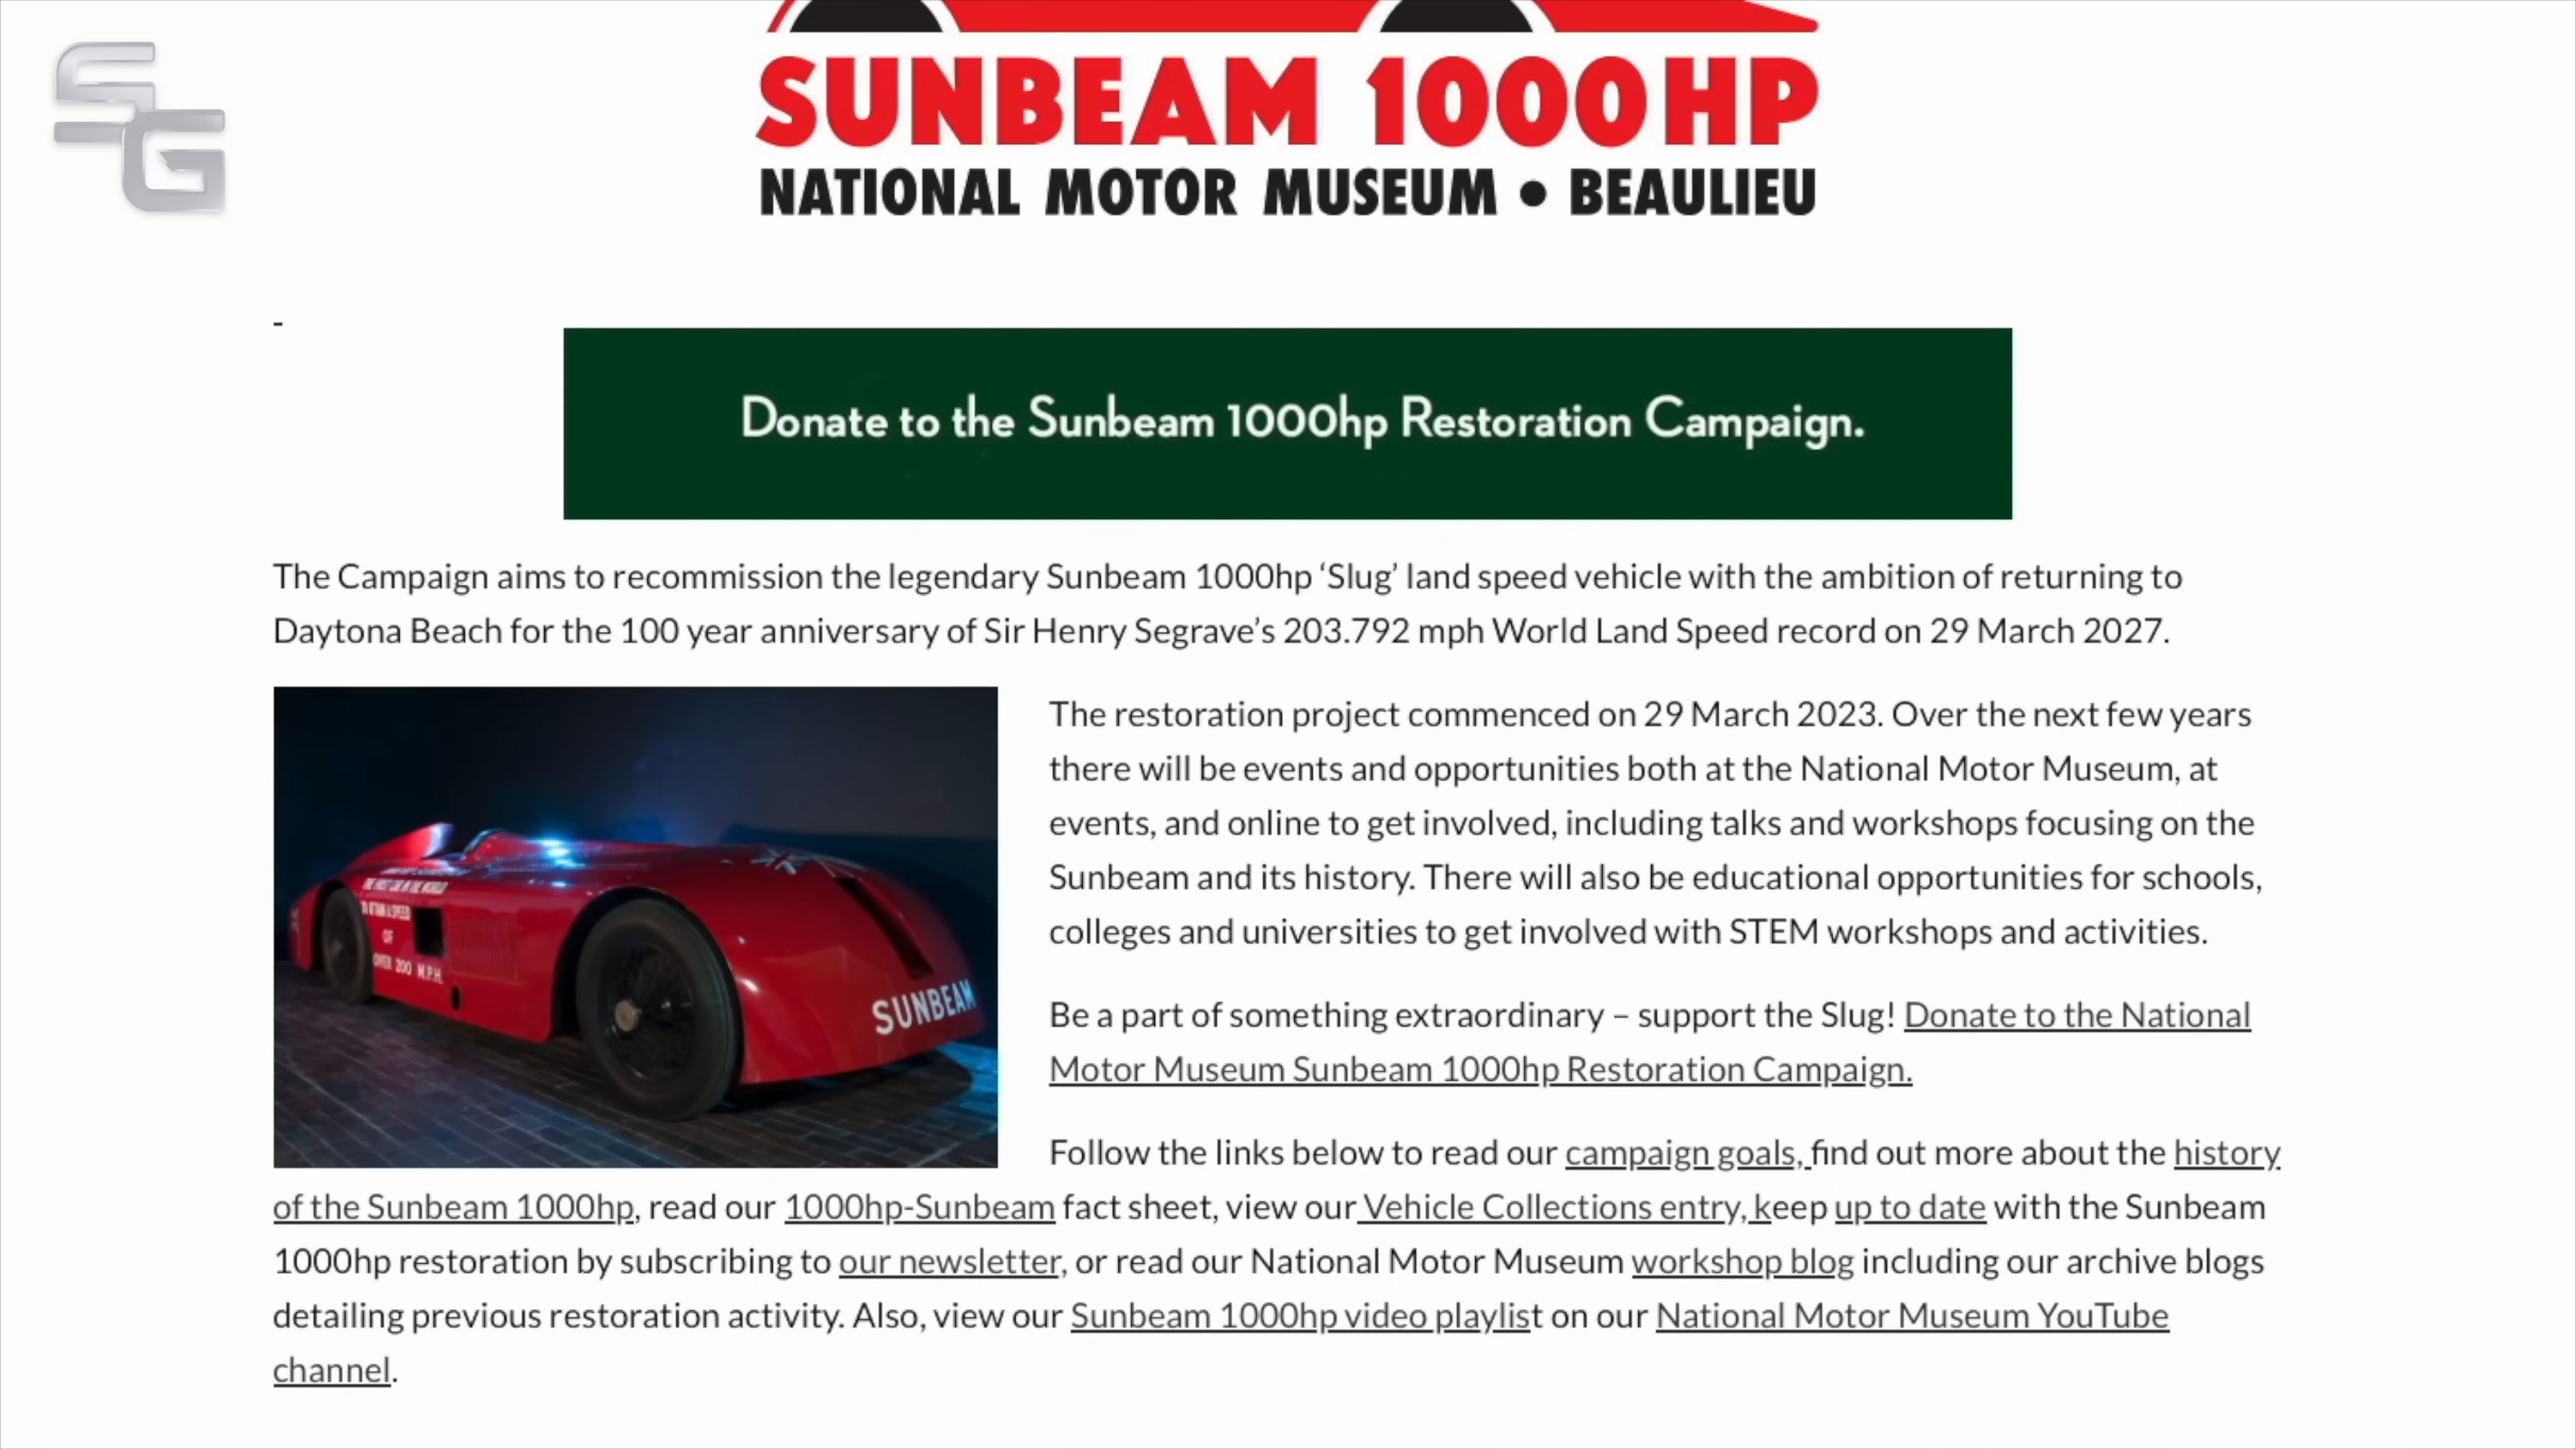 SG
SUNBEAM 1000 HP
NATIONAL MOTOR MUSEUM • BEAULIEU
-
Donate to the Sunbeam 1000hp Restoration Campaign.
The Campaign aims to recommission the legendary Sunbeam 1000hp ‘Slug’ land speed vehicle with the ambition of returning to
Daytona Beach for the 100 year anniversary of Sir Henry Segrave’s 203.792 mph World Land Speed record on 29 March 2027.
THE FIRST CAR IN THE WORLD
TO ATTAIN A SPEED
OF
OVER 200 M.P.H.
SUNBEAM
The restoration project commenced on 29 March 2023. Over the next few years
there will be events and opportunities both at the National Motor Museum, at
events, and online to get involved, including talks and workshops focusing on the
Sunbeam and its history. There will also be educational opportunities for schools,
colleges and universities to get involved with STEM workshops and activities.
Be a part of something extraordinary – support the Slug! Donate to the National
Motor Museum Sunbeam 1000hp Restoration Campaign.
Follow the links below to read our campaign goals, find out more about the history
of the Sunbeam 1000hp, read our 1000hp-Sunbeam fact sheet, view our Vehicle Collections entry, keep up to date with the Sunbeam
1000hp restoration by subscribing to our newsletter, or read our National Motor Museum workshop blog including our archive blogs
detailing previous restoration activity. Also, view our Sunbeam 1000hp video playlist on our National Motor Museum YouTube
channel.